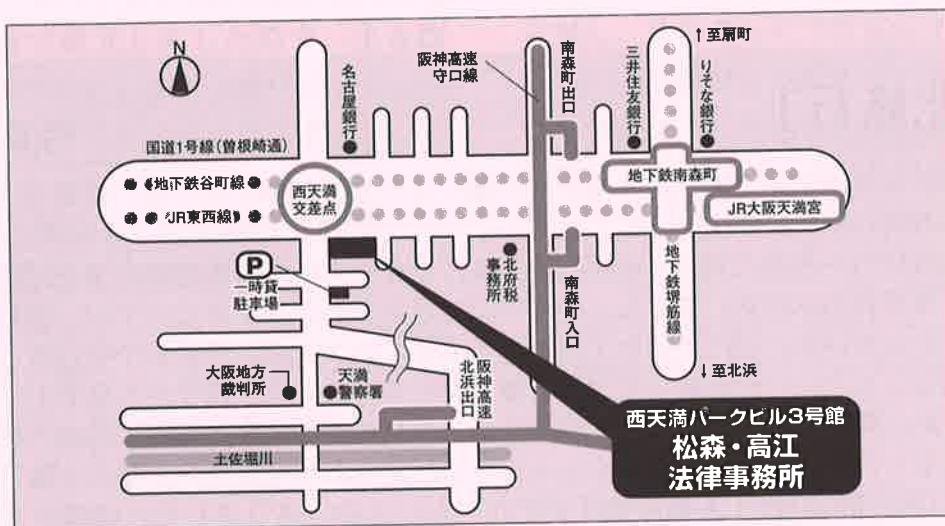 N
名古屋銀行
阪神高速
守口線
南森町出口
三井住友銀行
りそな銀行
↑至扇町
国道1号線(曽根崎通)
地下鉄谷町線
JR東西線
西天満
交差点
地下鉄南森町
JR大阪天満宮
P
一時貸
駐車場
北府税
事務所
南森町入口
地下鉄堺筋線
↓至北浜
大阪地方
裁判所
天満
警察署
阪神高速
北浜出口
土佐堀川
西天満パークビル3号館
松森・高江
法律事務所